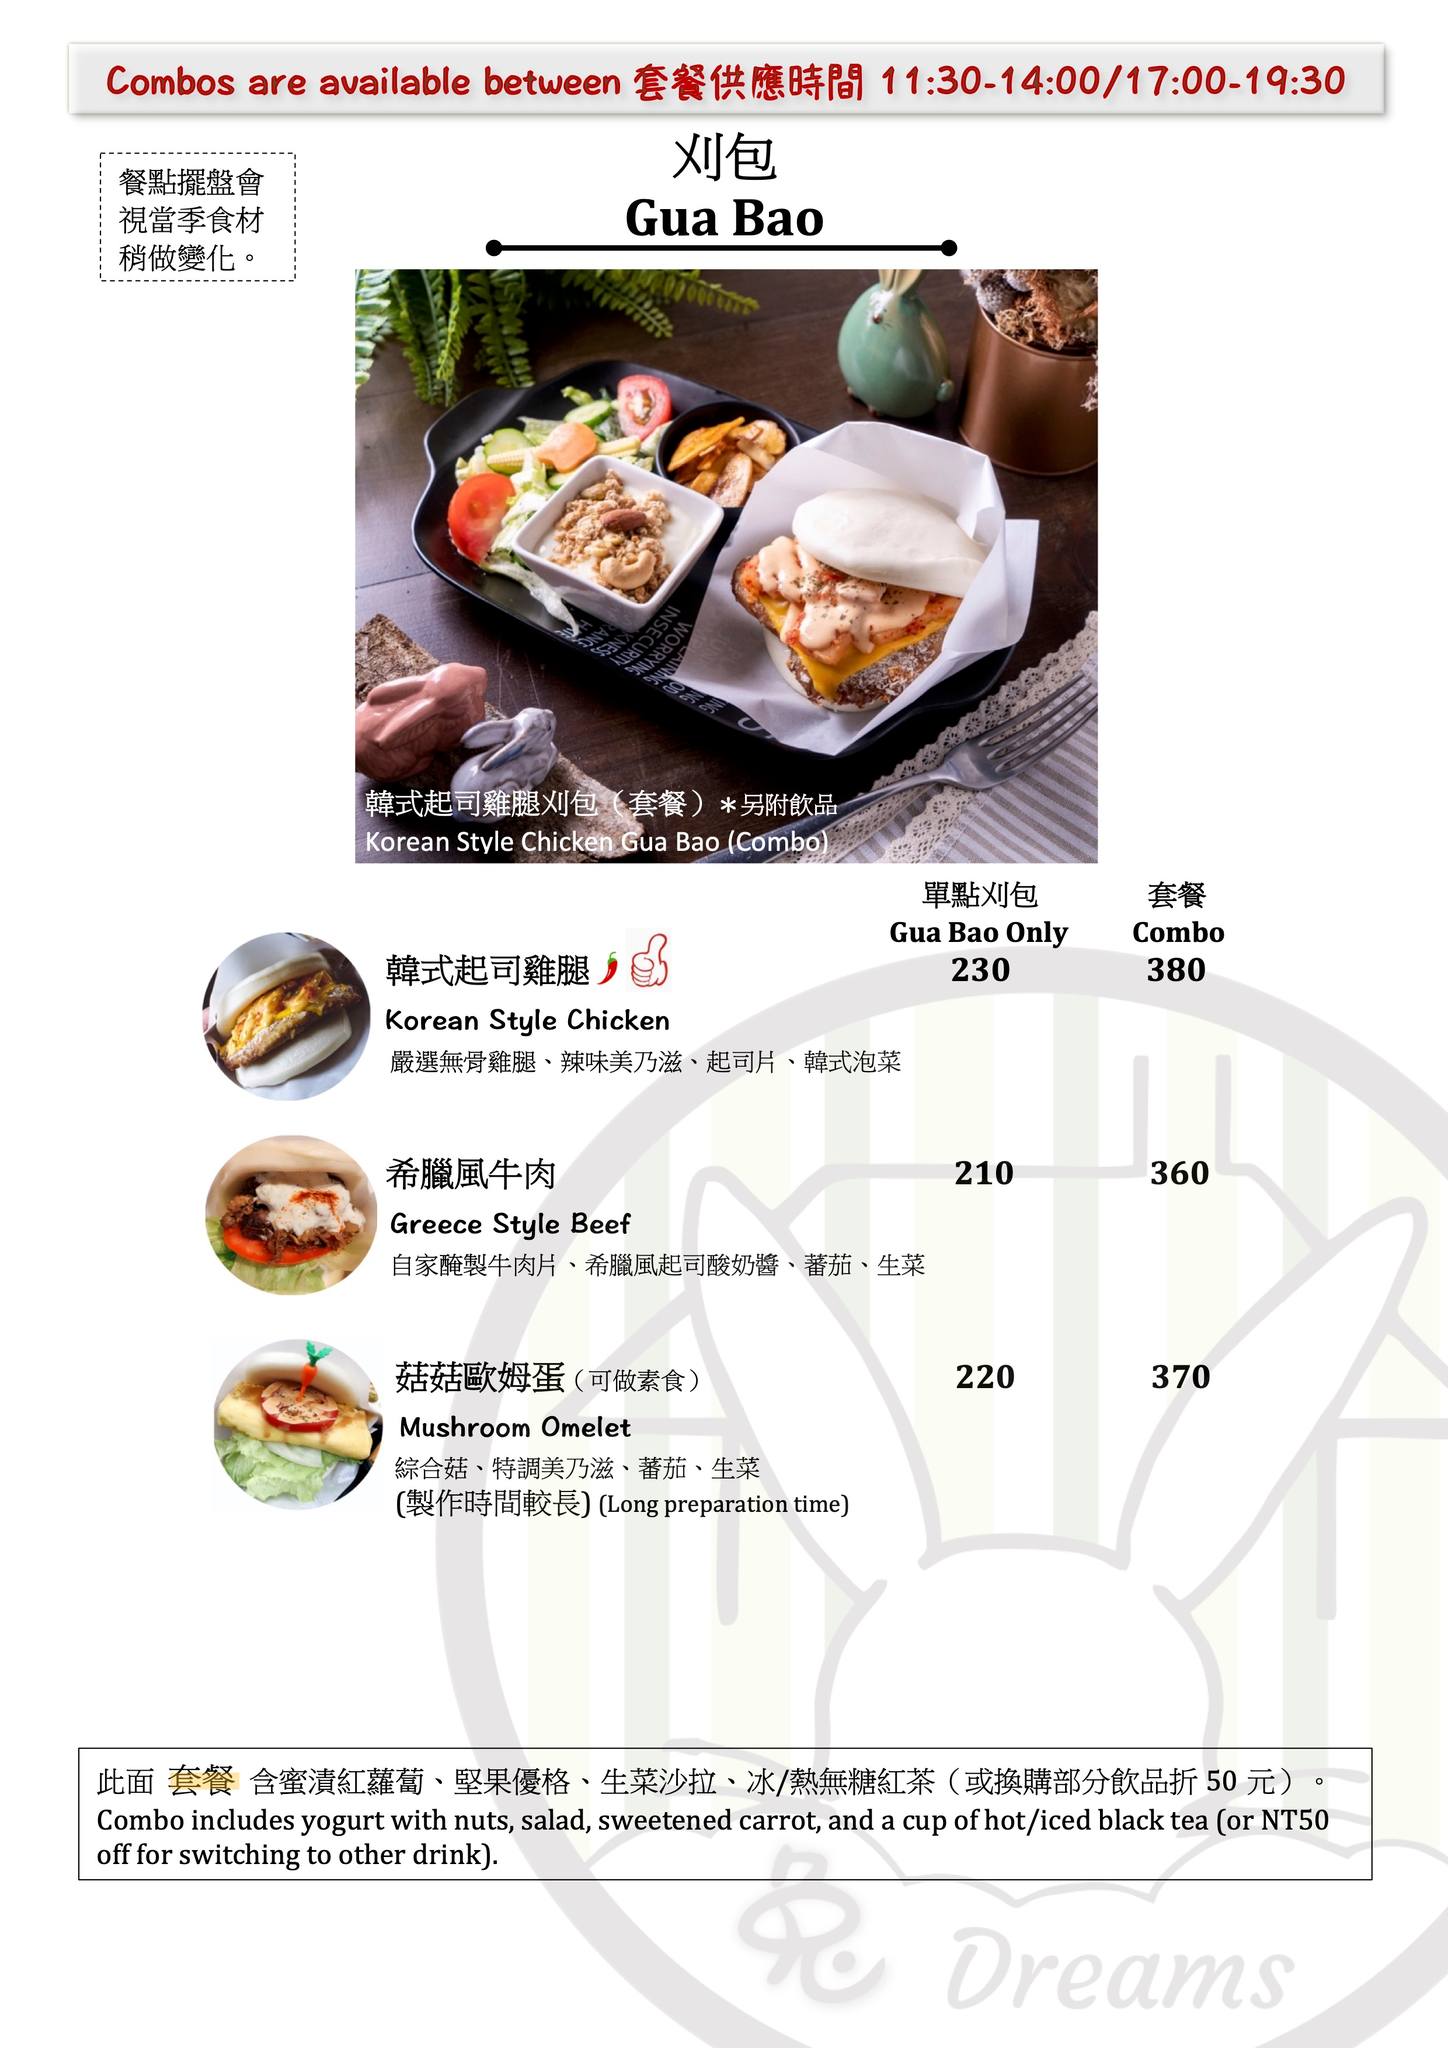 Combos are available between 套餐供應時間 11:30-14:00/17:00-19:30
餐點擺盤會
視當季食材
稍做變化。
刈包
Gua Bao
韓式起司雞腿刈包（套餐）＊另附飲品
Korean Style Chicken Gua Bao (Combo)
單點刈包 套餐
Gua Bao Only Combo
韓式起司雞腿 230 380
Korean Style Chicken
嚴選無骨雞腿、辣味美乃滋、起司片、韓式泡菜
希臘風牛肉 210 360
Greece Style Beef
自家醃製牛肉片、希臘風起司酸奶醬、蕃茄、生菜
菇菇歐姆蛋（可做素食） 220 370
Mushroom Omelet
綜合菇、特調美乃滋、蕃茄、生菜
(製作時間較長) (Long preparation time)
此面 套餐 含蜜漬紅蘿蔔、堅果優格、生菜沙拉、冰/熱無糖紅茶（或換購部分飲品折 50 元）。
Combo includes yogurt with nuts, salad, sweetened carrot, and a cup of hot/iced black tea (or NT50
off for switching to other drink).
Dreams